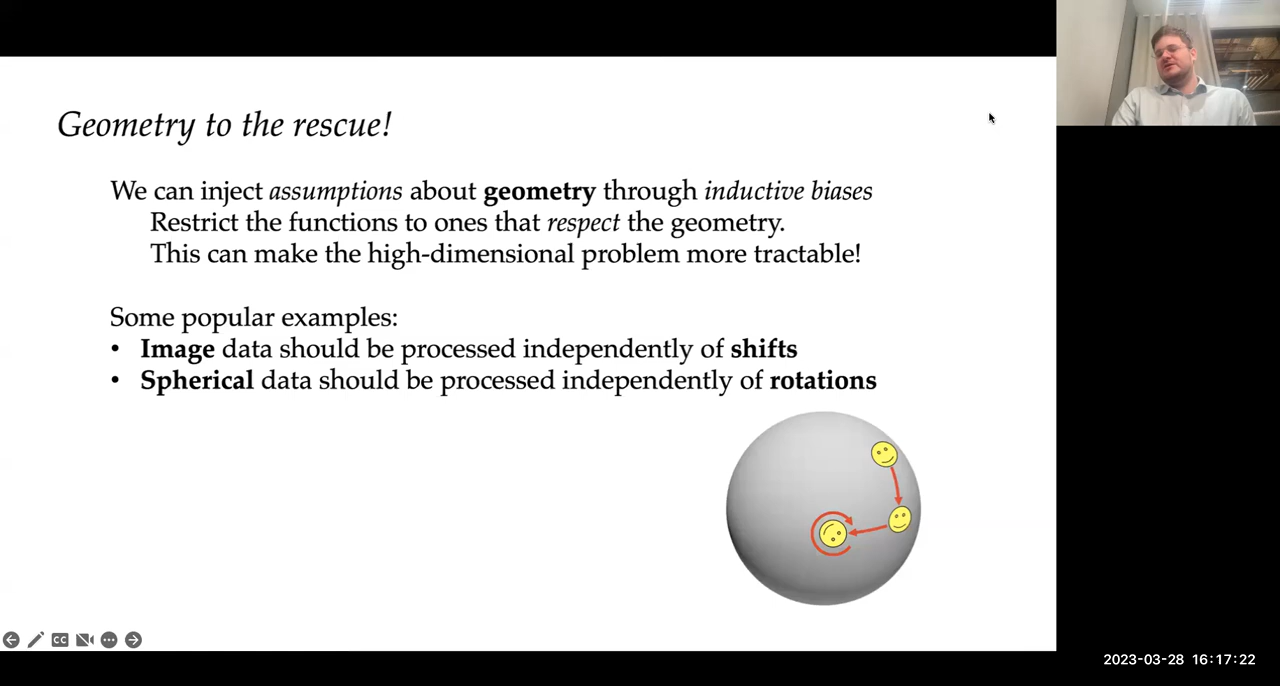 Geometry to the rescue!
We can inject assumptions about geometry through inductive biases
Restrict the functions to ones that respect the geometry.
This can make the high-dimensional problem more tractable!
Some popular examples:
• Image data should be processed independently of shifts
• Spherical data should be processed independently of rotations
CC
2023-03-28 16:17:22